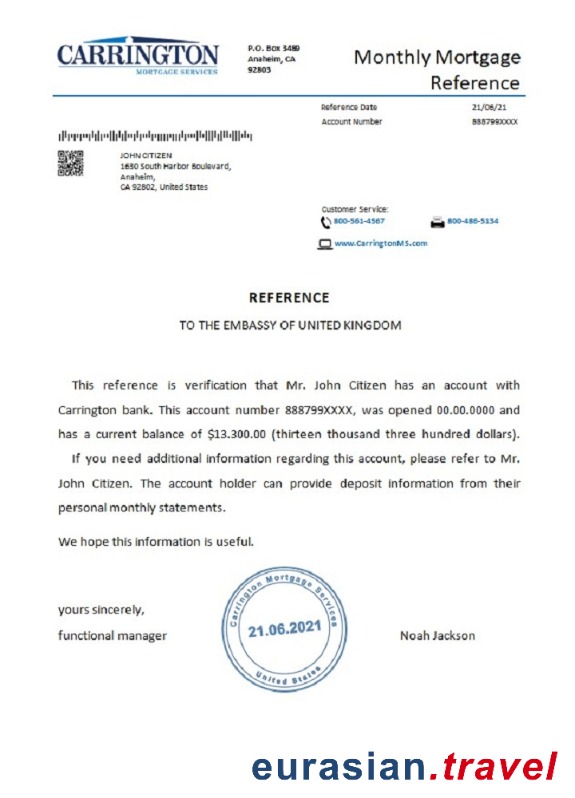 CARRINGTON
MORTGAGE SERVICES
P.O. Box 3489
Anaheim, CA
92803
Monthly Mortgage
Reference
Reference Date 21/06/21
Account Number 888799XXXX
JOHN CITIZEN
1630 South Harbor Boulevard,
Anaheim,
CA 92802, United States
Customer Service:
800-561-4567 800-486-5134
www.CarringtonMS.com
REFERENCE
TO THE EMBASSY OF UNITED KINGDOM
This reference is verification that Mr. John Citizen has an account with
Carrington bank. This account number 888799XXXX, was opened 00.00.0000 and
has a current balance of $13.300.00 (thirteen thousand three hundred dollars).
If you need additional information regarding this account, please refer to Mr.
John Citizen. The account holder can provide deposit information from their
personal monthly statements.
We hope this information is useful.
yours sincerely,
functional manager
Carrington Mortgage Services
21.06.2021
United States
Noah Jackson
eurasian.travel